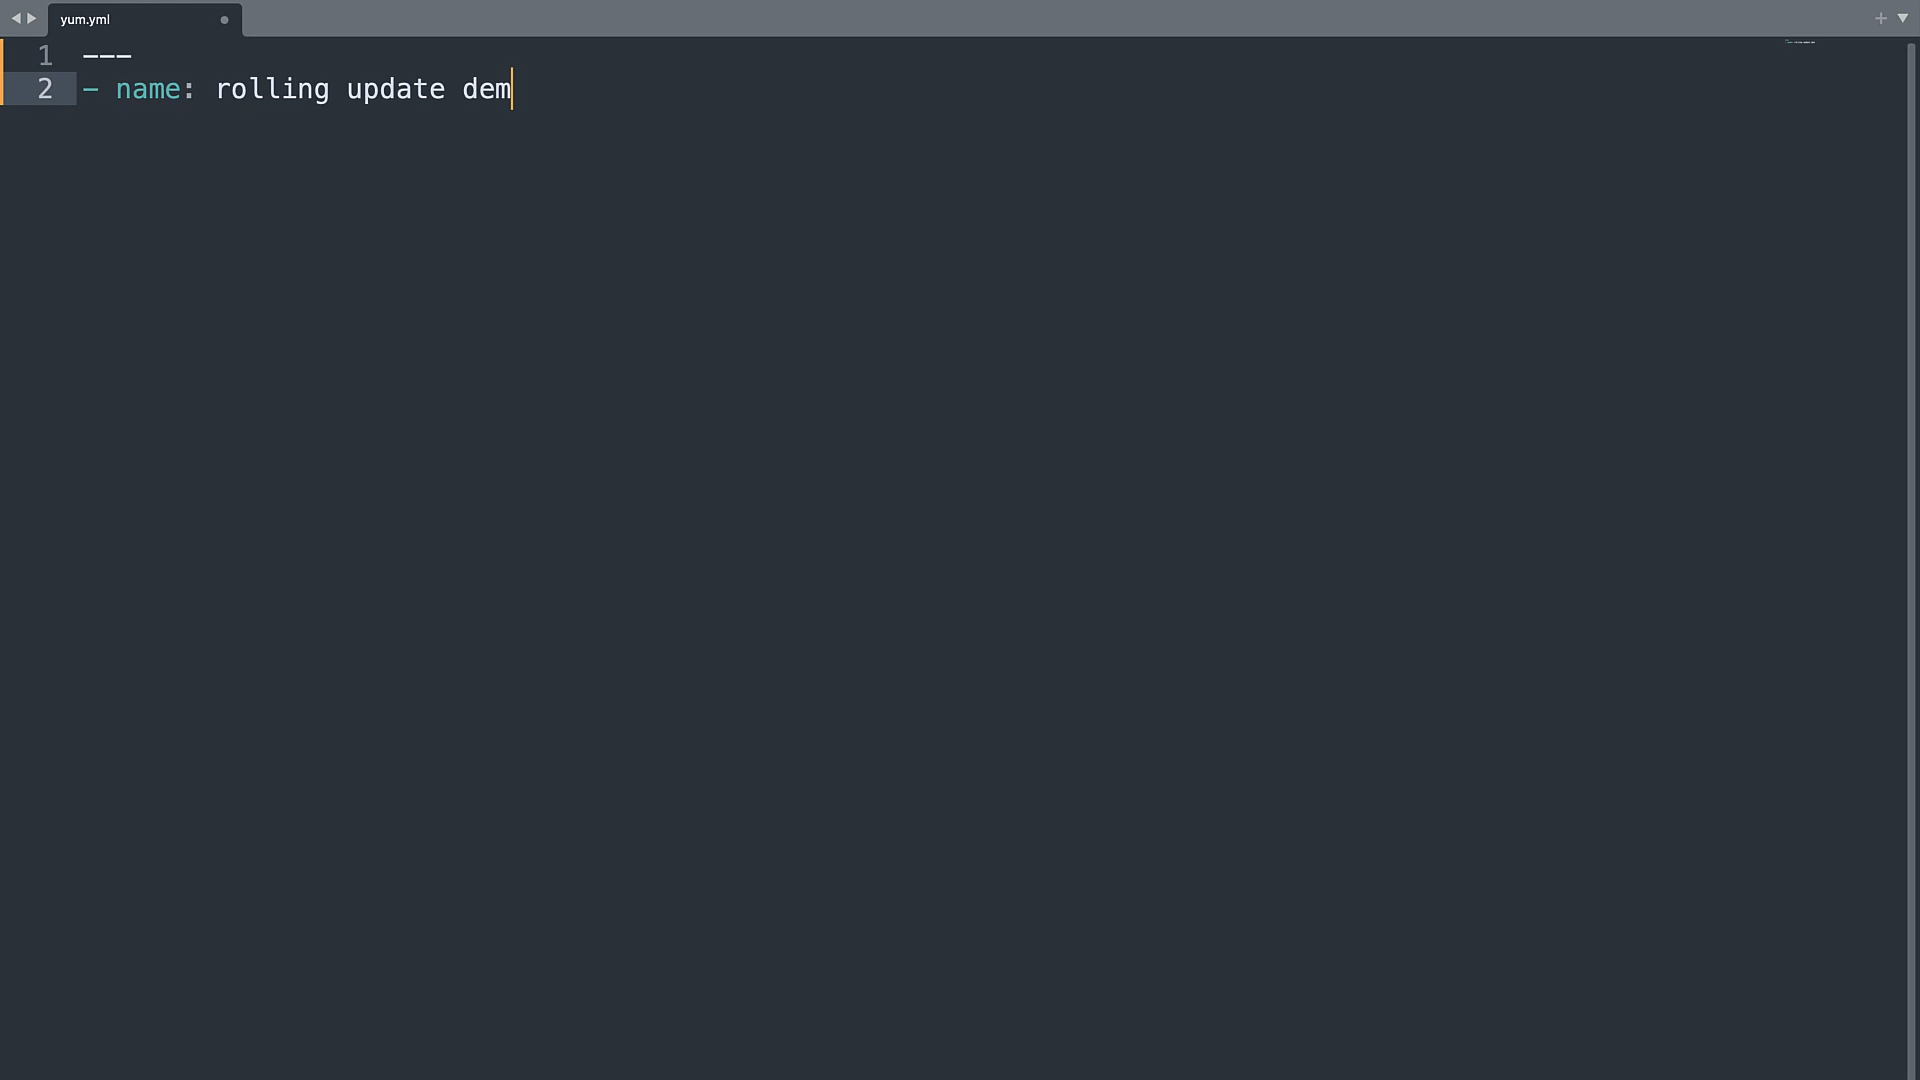 yum.yml
1 ---
2 - name: rolling update dem